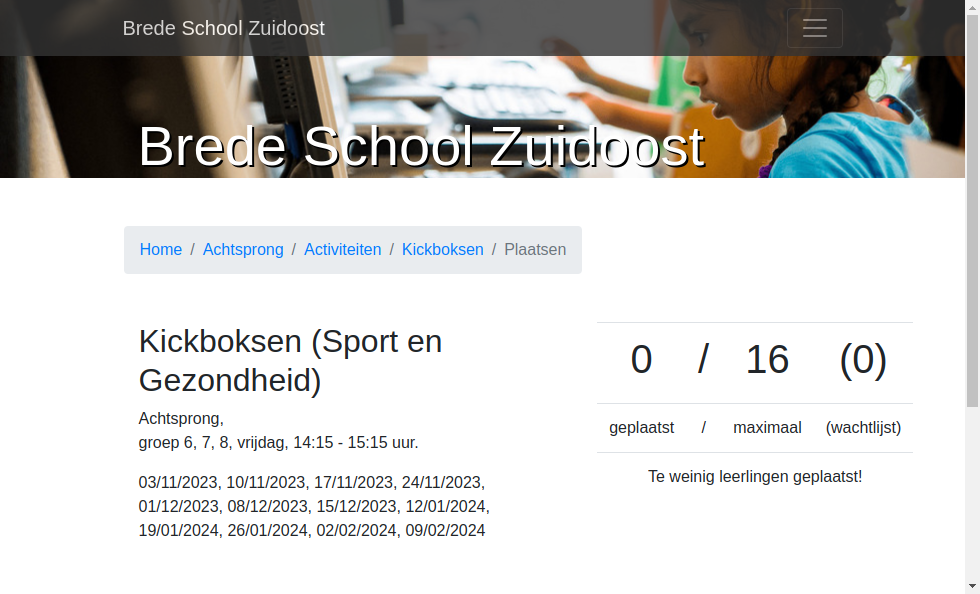 Brede School Zuidoost
Brede School Zuidoost
Home / Achtsprong / Activiteiten / Kickboksen / Plaatsen
Kickboksen (Sport en
Gezondheid)
Achtsprong,
groep 6, 7, 8, vrijdag, 14:15 - 15:15 uur.
03/11/2023, 10/11/2023, 17/11/2023, 24/11/2023,
01/12/2023, 08/12/2023, 15/12/2023, 12/01/2024,
19/01/2024, 26/01/2024, 02/02/2024, 09/02/2024
0 / 16 (0)
geplaatst / maximaal (wachtlijst)
Te weinig leerlingen geplaatst!